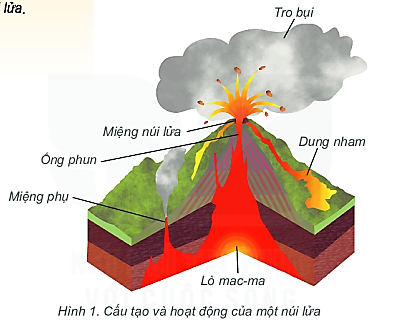 lửa.
Tro bụi
Miệng núi lửa
Dung nham
Ống phun
Miệng phụ
Lò mac-ma
Hình 1. Cấu tạo và hoạt động của một núi lửa